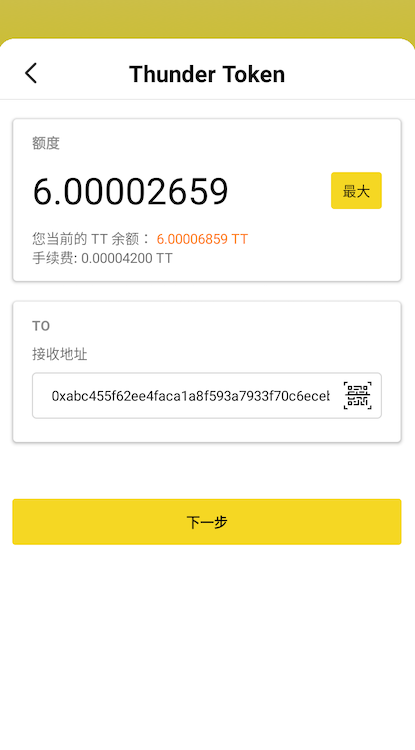 Thunder Token
额度
6.00002659
最大
您当前的 TT 余额： 6.00006859 TT
手续费: 0.00004200 TT
TO
接收地址
0xabc455f62ee4faca1a8f593a7933f70c6eceb
下一步